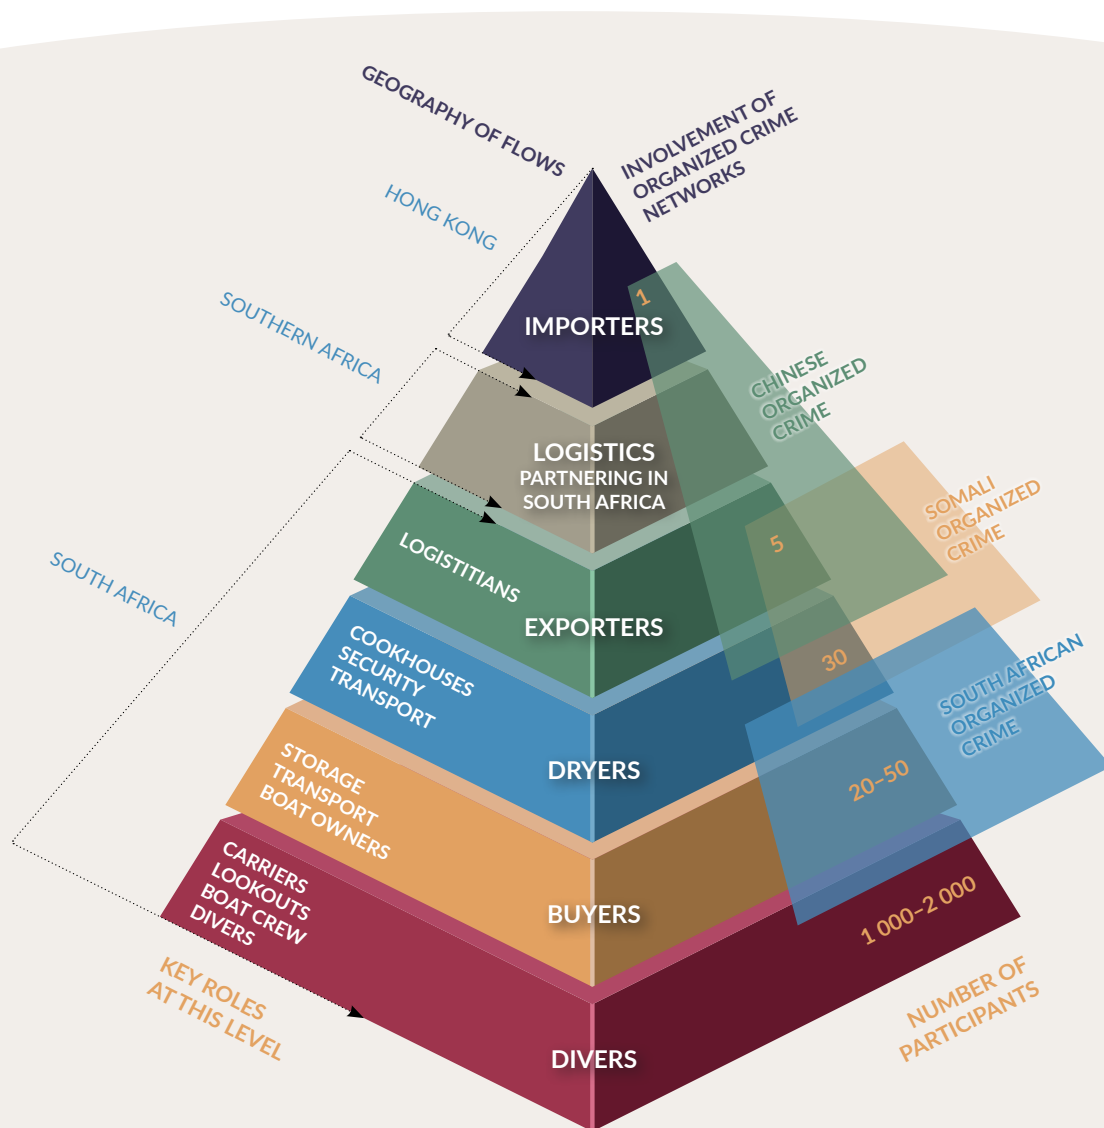 GEOGRAPHY OF FLOWS
INVOLVEMENT OF
ORGANIZED CRIME
NETWORKS
HONG KONG
1
IMPORTERS
SOUTHERN AFRICA
CHINESE
ORGANIZED
CRIME
LOGISTICS
PARTNERING IN
SOUTH AFRICA
SOMALI
ORGANIZED
CRIME
5
LOGISTITIANS
EXPORTERS
SOUTH AFRICA
COOKHOUSES
SECURITY
TRANSPORT
30
SOUTH AFRICAN
ORGANIZED
CRIME
DRYERS
STORAGE
TRANSPORT
BOAT OWNERS
20–50
BUYERS
CARRIERS
LOOKOUTS
BOAT CREW
DIVERS
1 000–2 000
KEY ROLES
AT THIS LEVEL
NUMBER OF
PARTICIPANTS
DIVERS